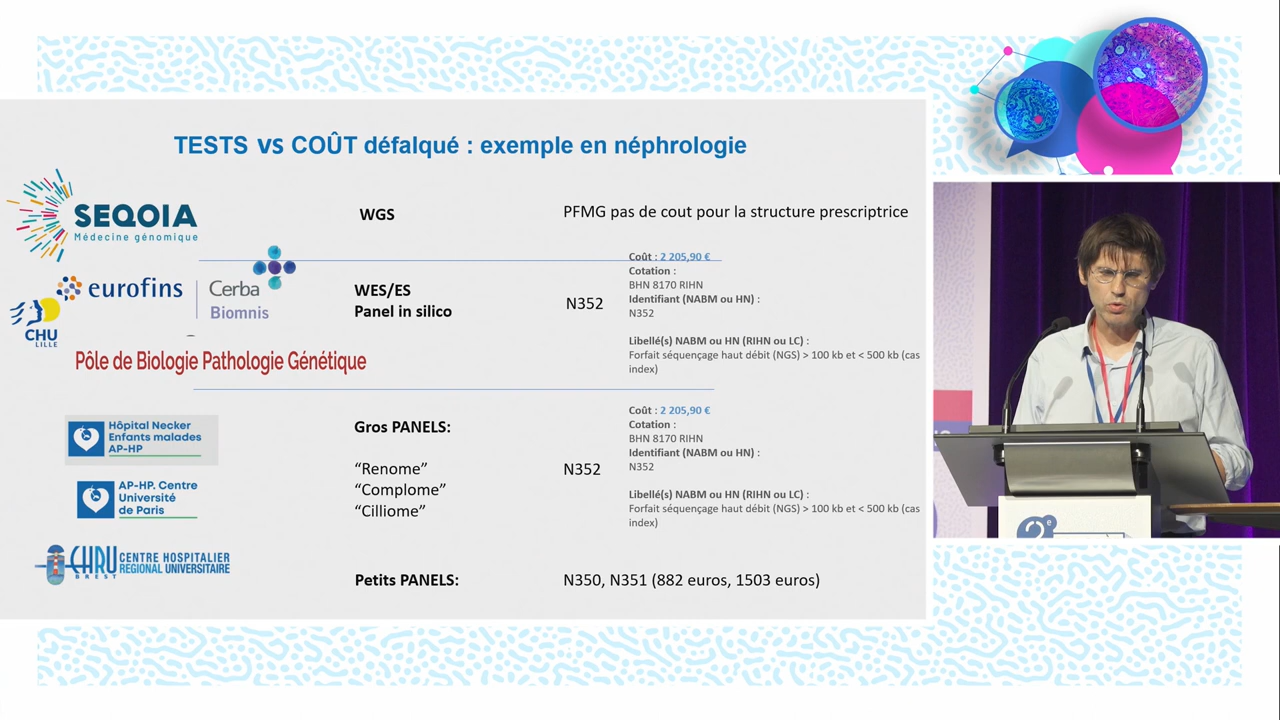 TESTS vs COÛT défalqué : exemple en néphrologie
SEQOIA
Médecine génomique
WGS
PFMG pas de cout pour la structure prescriptrice
eurofins
Cerba
Biomnis
CHU
LILLE
Pôle de Biologie Pathologie Génétique
WES/ES
Panel in silico
N352
Coût : 2 205,90 €
Cotation :
BHN 8170 RIHN
Identifiant (NABM ou HN) :
N352
Libellé(s) NABM ou HN (RIHN ou LC) :
Forfait séquençage haut débit (NGS) > 100 kb et < 500 kb (cas
index)
Hôpital Necker
Enfants malades
AP-HP
AP-HP. Centre
Université
de Paris
Gros PANELS:
“Renome”
“Complome”
“Cilliome”
N352
Coût : 2 205,90 €
Cotation :
BHN 8170 RIHN
Identifiant (NABM ou HN) :
N352
Libellé(s) NABM ou HN (RIHN ou LC) :
Forfait séquençage haut débit (NGS) > 100 kb et < 500 kb (cas
index)
CHRU
BREST
CENTRE HOSPITALIER
REGIONAL UNIVERSITAIRE
Petits PANELS:
N350, N351 (882 euros, 1503 euros)
2e